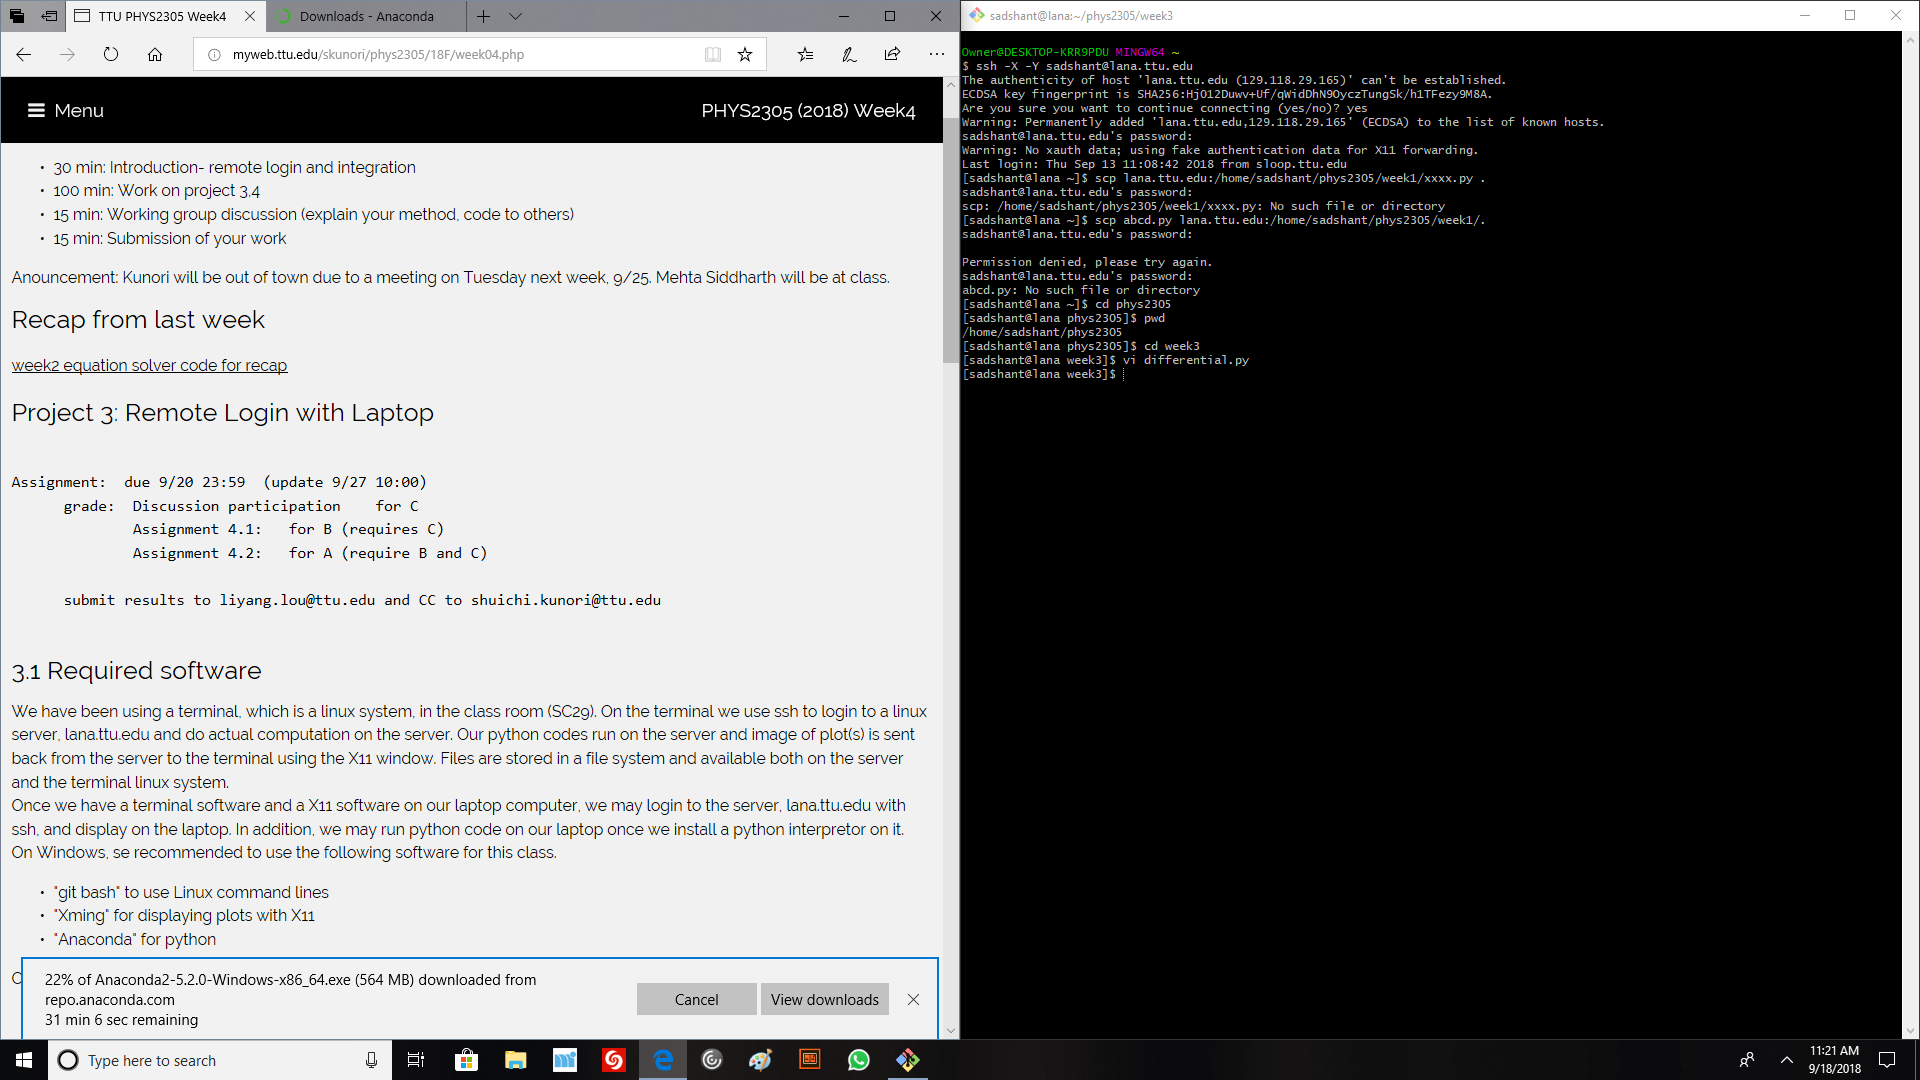 TTU PHYS2305 Week4
Downloads - Anaconda
myweb.ttu.edu/skunori/phys2305/18F/week04.php
Menu
PHYS2305 (2018) Week4
• 30 min: Introduction- remote login and integration
• 100 min: Work on project 3,4
• 15 min: Working group discussion (explain your method, code to others)
• 15 min: Submission of your work
Anouncement: Kunori will be out of town due to a meeting on Tuesday next week, 9/25. Mehta Siddharth will be at class.
Recap from last week
week2 equation solver code for recap
Project 3: Remote Login with Laptop
Assignment:  due 9/20 23:59  (update 9/27 10:00)
grade:  Discussion participation    for C
Assignment 4.1:   for B (requires C)
Assignment 4.2:   for A (require B and C)
submit results to liyang.lou@ttu.edu and CC to shuichi.kunori@ttu.edu
3.1 Required software
We have been using a terminal, which is a linux system, in the class room (SC29). On the terminal we use ssh to login to a linux
server, lana.ttu.edu and do actual computation on the server. Our python codes run on the server and image of plot(s) is sent
back from the server to the terminal using the X11 window. Files are stored in a file system and available both on the server
and the terminal linux system.
Once we have a terminal software and a X11 software on our laptop computer, we may login to the server, lana.ttu.edu with
ssh, and display on the laptop. In addition, we may run python code on our laptop once we install a python interpretor on it.
On Windows, se recommended to use the following software for this class.
• "git bash" to use Linux command lines
• "Xming" for displaying plots with X11
• "Anaconda" for python
22% of Anaconda2-5.2.0-Windows-x86_64.exe (564 MB) downloaded from
repo.anaconda.com
31 min 6 sec remaining
Cancel
View downloads
sadshant@lana:~/phys2305/week3
Owner@DESKTOP-KRR9PDU MINGW64 ~
$ ssh -X -Y sadshant@lana.ttu.edu
The authenticity of host 'lana.ttu.edu (129.118.29.165)' can't be established.
ECDSA key fingerprint is SHA256:HjO12Duwv+Uf/qWidDhN9OyczTungSk/h1TFezy9M8A.
Are you sure you want to continue connecting (yes/no)? yes
Warning: Permanently added 'lana.ttu.edu,129.118.29.165' (ECDSA) to the list of known hosts.
sadshant@lana.ttu.edu's password:
Warning: No xauth data; using fake authentication data for X11 forwarding.
Last login: Thu Sep 13 11:08:42 2018 from sloop.ttu.edu
[sadshant@lana ~]$ scp lana.ttu.edu:/home/sadshant/phys2305/week1/xxxx.py .
sadshant@lana.ttu.edu's password:
scp: /home/sadshant/phys2305/week1/xxxx.py: No such file or directory
[sadshant@lana ~]$ scp abcd.py lana.ttu.edu:/home/sadshant/phys2305/week1/.
sadshant@lana.ttu.edu's password:
Permission denied, please try again.
sadshant@lana.ttu.edu's password:
abcd.py: No such file or directory
[sadshant@lana ~]$ cd phys2305
[sadshant@lana phys2305]$ pwd
/home/sadshant/phys2305
[sadshant@lana phys2305]$ cd week3
[sadshant@lana week3]$ vi differential.py
[sadshant@lana week3]$
Type here to search
11:21 AM
9/18/2018